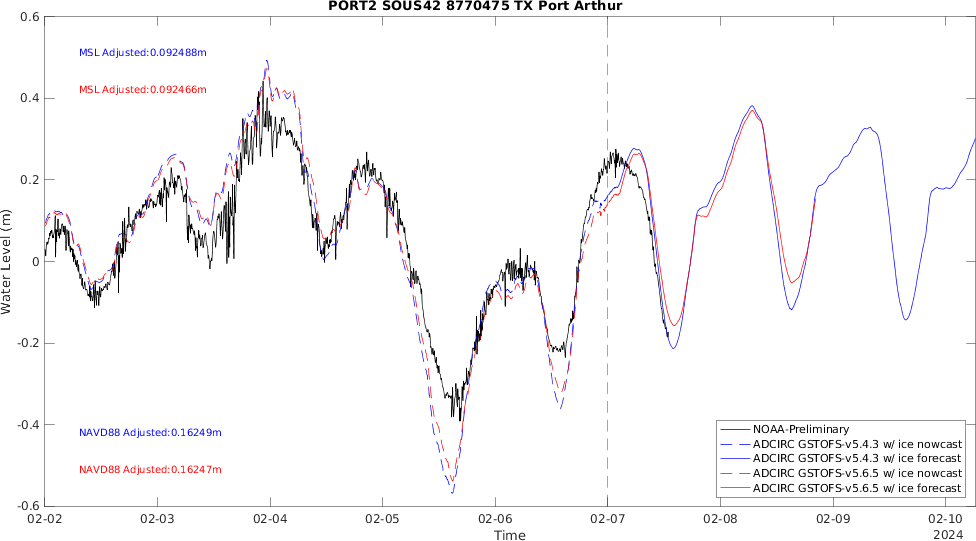 PORT2 SOUS42 8770475 TX Port Arthur
0.6
0.4
0.2
0
-0.2
-0.4
-0.6
Water Level (m)
MSL Adjusted:0.092488m
MSL Adjusted:0.092466m
NAVD88 Adjusted:0.16249m
NAVD88 Adjusted:0.16247m
NOAA-Preliminary
ADCIRC GSTOFS-v5.4.3 w/ ice nowcast
ADCIRC GSTOFS-v5.4.3 w/ ice forecast
ADCIRC GSTOFS-v5.6.5 w/ ice nowcast
ADCIRC GSTOFS-v5.6.5 w/ ice forecast
02-02 02-03 02-04 02-05 02-06 02-07 02-08 02-09 02-10
Time
2024